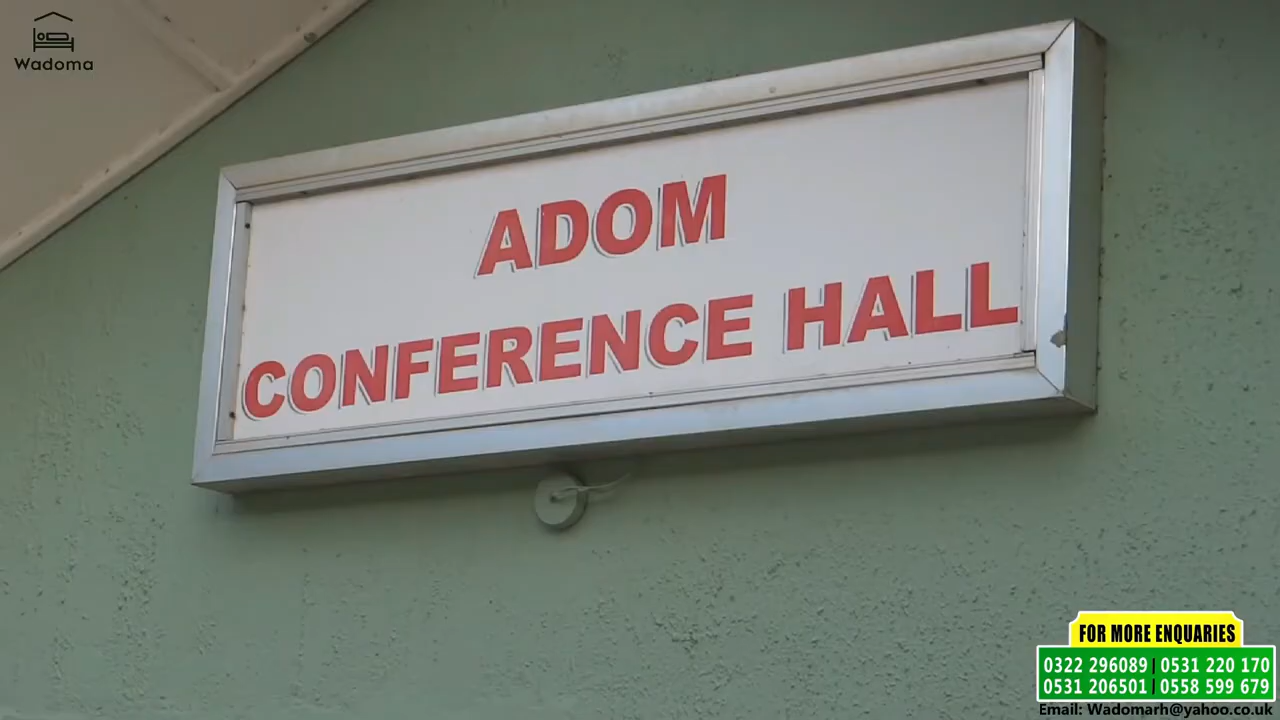 Wadoma
ADOM
CONFERENCE HALL
FOR MORE ENQUARIES
0322 296089 | 0531 220 170
0531 206501 | 0558 599 679
Email: Wadomarh@yahoo.co.uk